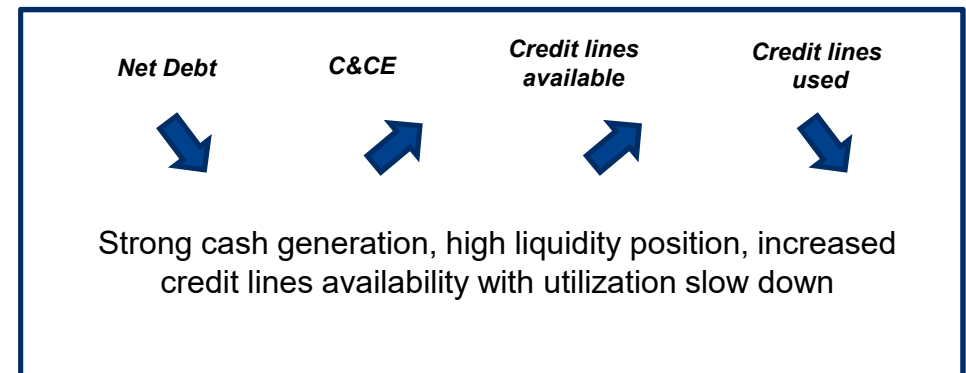 Net Debt
C&CE
Credit lines
available
Credit lines
used
Strong cash generation, high liquidity position, increased
credit lines availability with utilization slow down